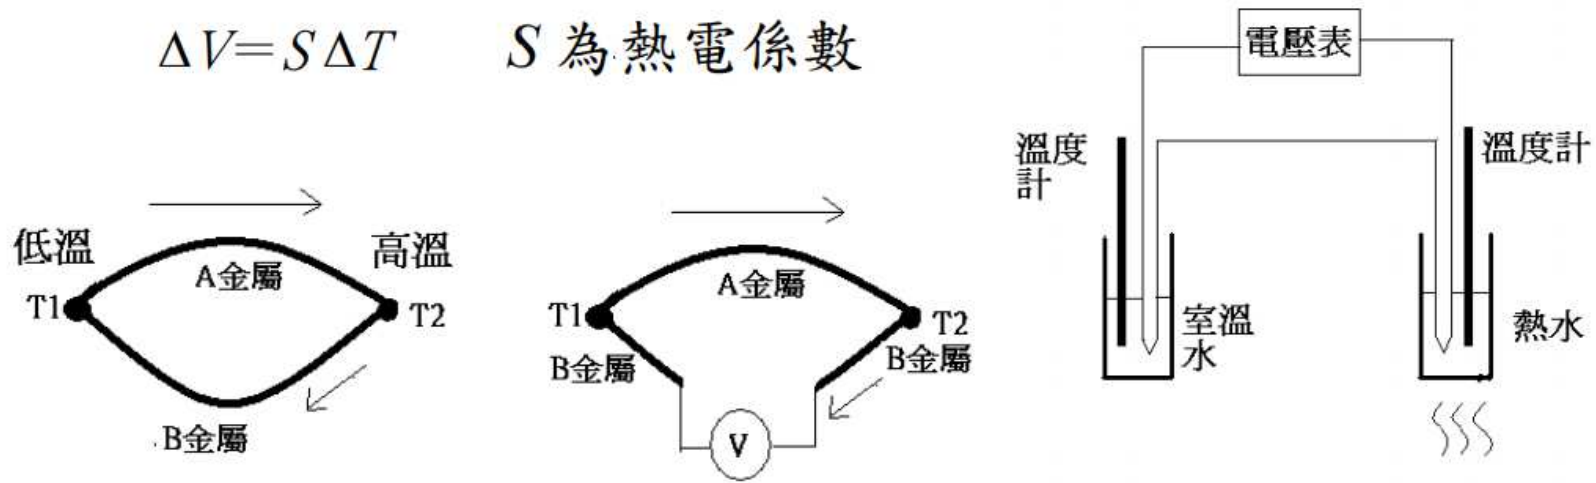 ΔV=SΔT
S 為熱電係數
低溫
高溫
A金屬
T1
T2
B金屬
A金屬
T1
T2
B金屬
B金屬
V
電壓表
溫度
計
溫度計
室溫
水
熱水